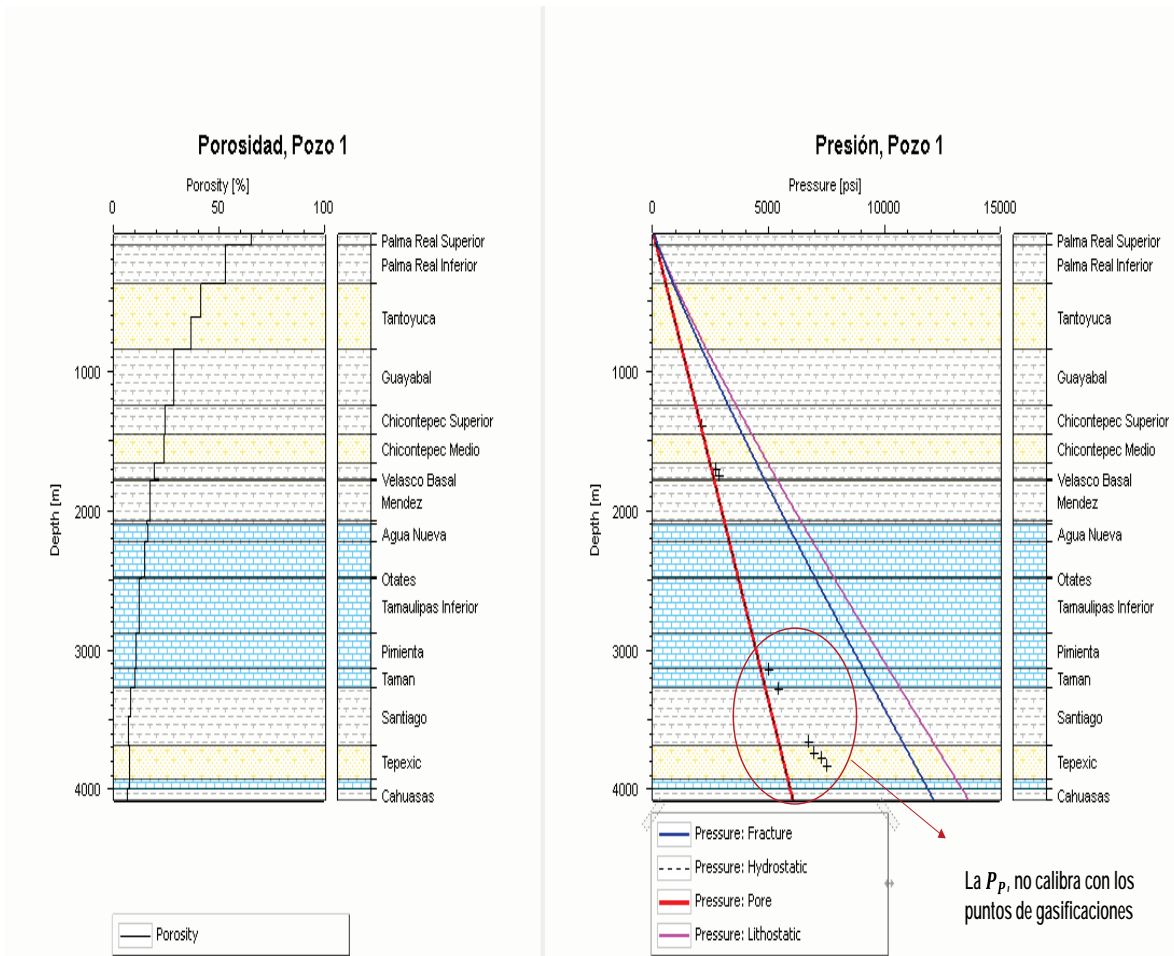 Porosidad, Pozo 1
Porosity [%]
0 50 100
Depth [m]
1000
2000
3000
4000
Palma Real Superior
Palma Real Inferior
Tantoyuca
Guayabal
Chicontepec Superior
Chicontepec Medio
Velasco Basal
Mendez
Agua Nueva
Otates
Tamaulipas Inferior
Pimienta
Taman
Santiago
Tepexic
Cahuasas
Porosity
Presión, Pozo 1
Pressure [psi]
0 5000 10000 15000
Depth [m]
1000
2000
3000
4000
Palma Real Superior
Palma Real Inferior
Tantoyuca
Guayabal
Chicontepec Superior
Chicontepec Medio
Velasco Basal
Mendez
Agua Nueva
Otates
Tamaulipas Inferior
Pimienta
Taman
Santiago
Tepexic
Cahuasas
Pressure: Fracture
Pressure: Hydrostatic
Pressure: Pore
Pressure: Lithostatic
La P_P, no calibra con los
puntos de gasificaciones